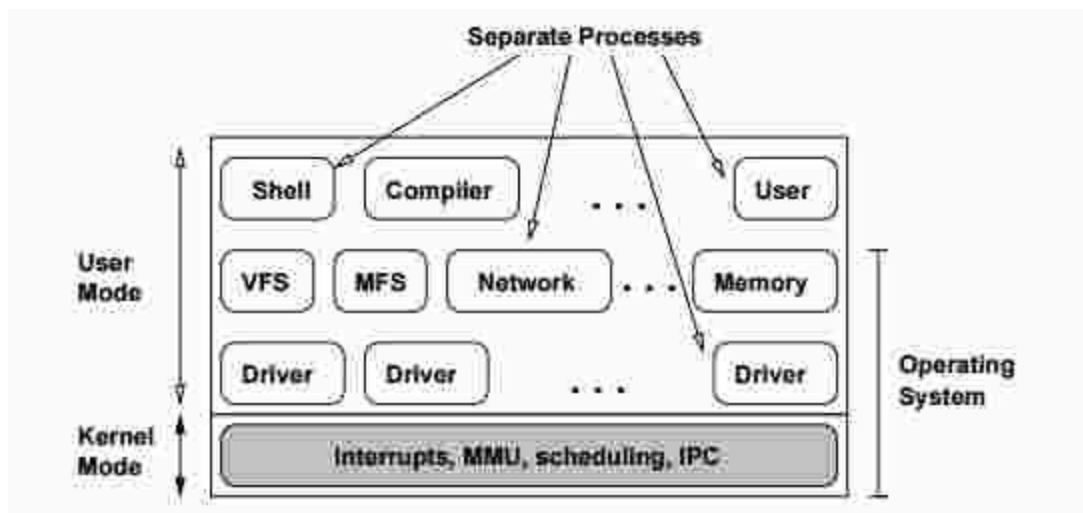 Separate Processes
Shell
Compiler
. . .
User
User
Mode
VFS
MFS
Network
. . .
Memory
Driver
Driver
. . .
Driver
Operating
System
Kernel
Mode
Interrupts, MMU, scheduling, IPC